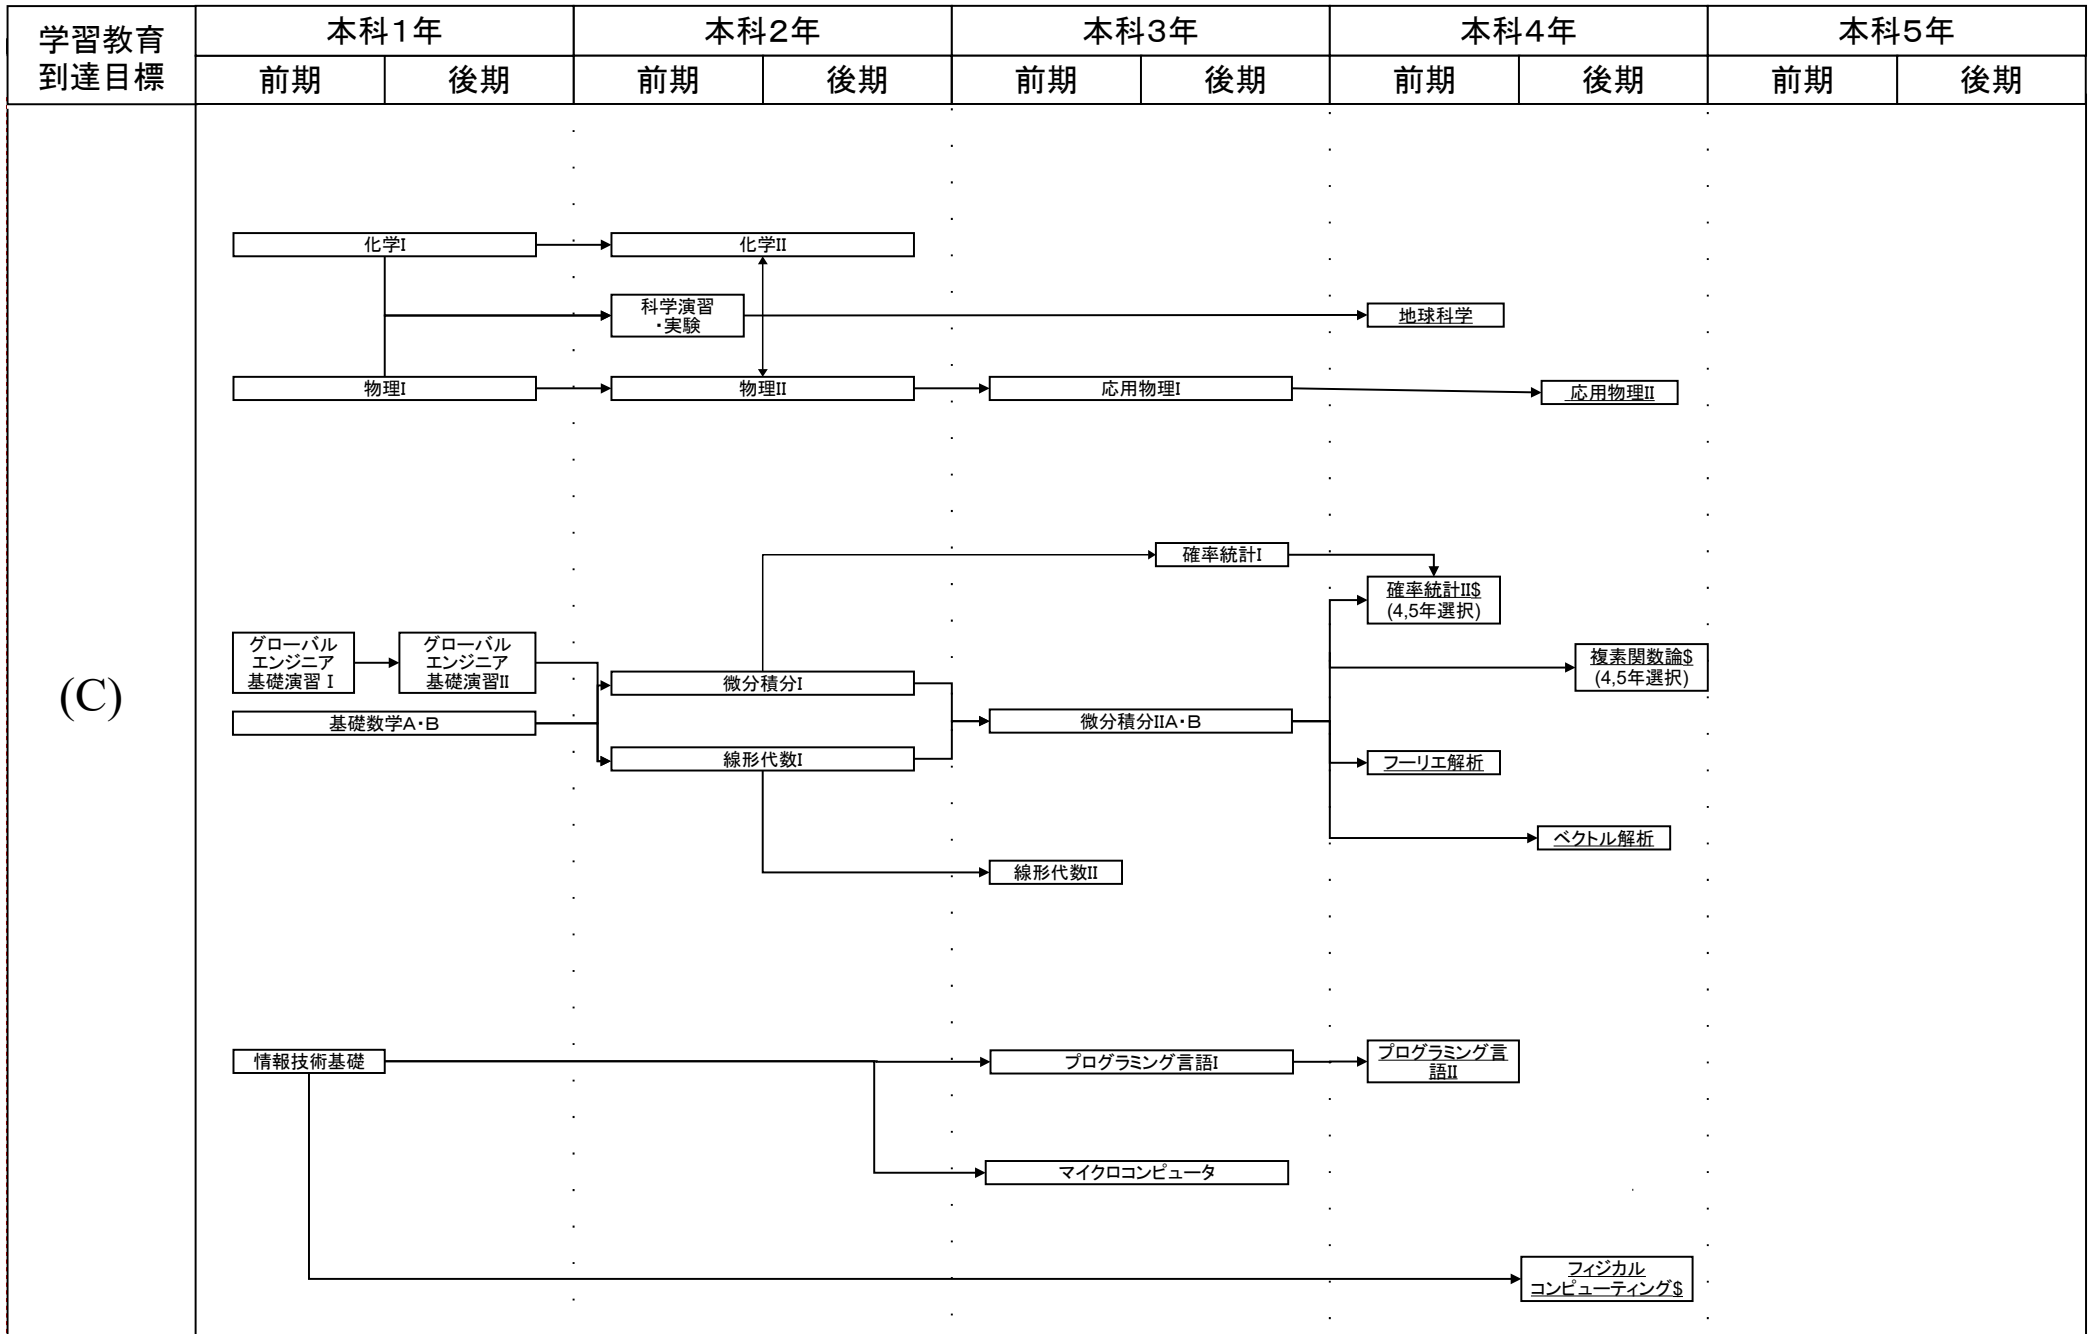 学習教育
到達目標
本科1年
本科2年
本科3年
本科4年
本科5年
前期
後期
前期
後期
前期
後期
前期
後期
前期
後期
(C)
化学I
化学II
科学演習
・実験
地球科学
物理I
物理II
応用物理I
応用物理II
確率統計I
確率統計II$
(4,5年選択)
グローバル
エンジニア
基礎演習 I
グローバル
エンジニア
基礎演習II
微分積分I
複素関数論$
(4,5年選択)
基礎数学A・B
微分積分IIA・B
線形代数I
フーリエ解析
ベクトル解析
線形代数II
情報技術基礎
プログラミング言語I
プログラミング言
語II
マイクロコンピュータ
フィジカル
コンピューティング$